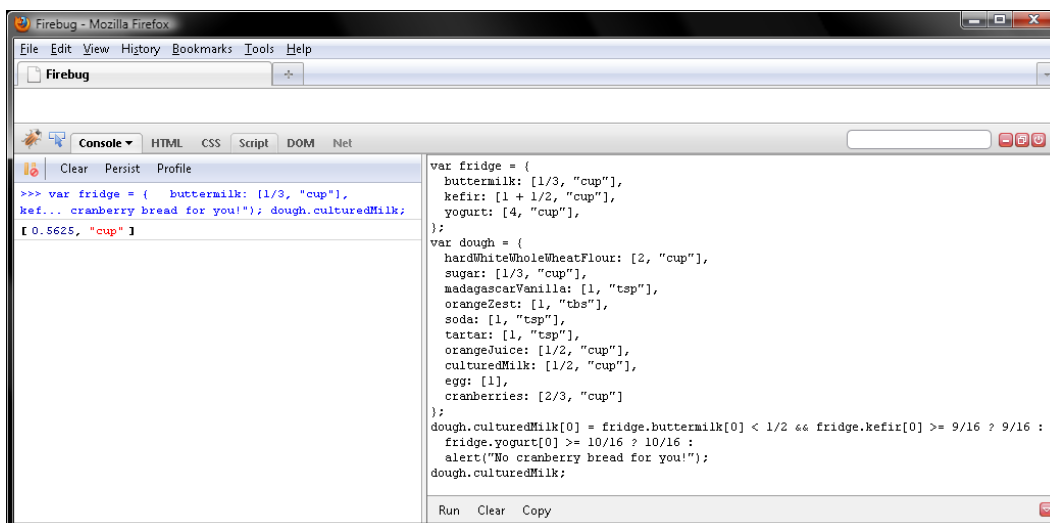 Firebug - Mozilla Firefox
File Edit View History Bookmarks Tools Help
Firebug
Console HTML CSS Script DOM Net
Clear Persist Profile
>>> var fridge = {   buttermilk: [1/3, "cup"],
kef... cranberry bread for you!"); dough.culturedMilk;
[ 0.5625, "cup" ]
var fridge = {
  buttermilk: [1/3, "cup"],
  kefir: [1 + 1/2, "cup"],
  yogurt: [4, "cup"],
};
var dough = {
  hardWhiteWholeWheatFlour: [2, "cup"],
  sugar: [1/3, "cup"],
  madagascarVanilla: [1, "tsp"],
  orangeZest: [1, "tbs"],
  soda: [1, "tsp"],
  tartar: [1, "tsp"],
  orangeJuice: [1/2, "cup"],
  culturedMilk: [1/2, "cup"],
  egg: [1],
  cranberries: [2/3, "cup"]
};
dough.culturedMilk[0] = fridge.buttermilk[0] < 1/2 && fridge.kefir[0] >= 9/16 ? 9/16 :
  fridge.yogurt[0] >= 10/16 ? 10/16 :
  alert("No cranberry bread for you!");
dough.culturedMilk;
Run Clear Copy